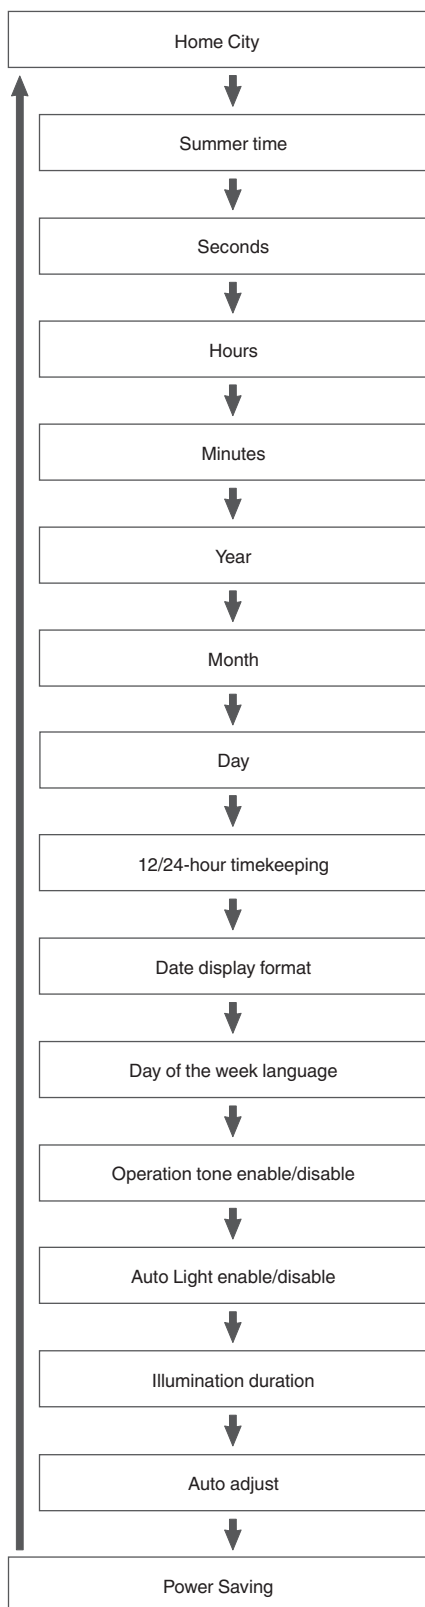 Home City
Summer time
Seconds
Hours
Minutes
Year
Month
Day
12/24-hour timekeeping
Date display format
Day of the week language
Operation tone enable/disable
Auto Light enable/disable
Illumination duration
Auto adjust
Power Saving